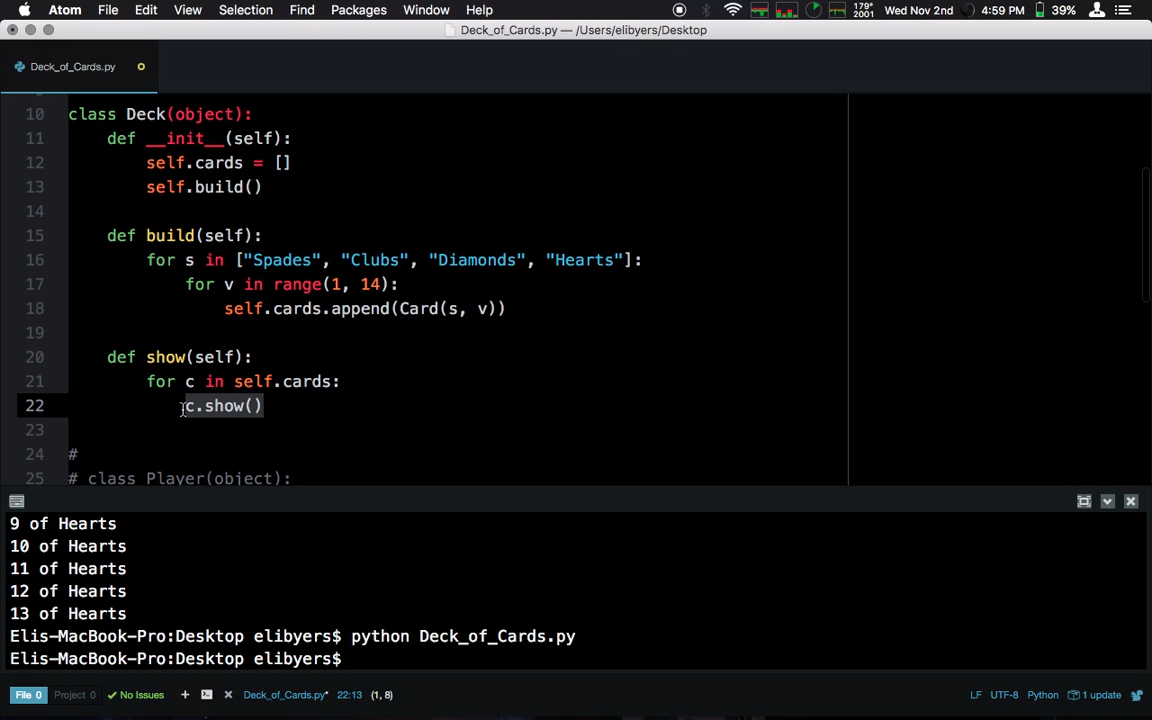 Atom File Edit View Selection Find Packages Window Help 179° 2001 Wed Nov 2nd 4:59 PM 39%
Deck_of_Cards.py — /Users/elibyers/Desktop
Deck_of_Cards.py
10 class Deck(object):
11 def __init__(self):
12 self.cards = []
13 self.build()
14
15 def build(self):
16 for s in ["Spades", "Clubs", "Diamonds", "Hearts"]:
17 for v in range(1, 14):
18 self.cards.append(Card(s, v))
19
20 def show(self):
21 for c in self.cards:
22 c.show()
23
24 #
25 # class Player(object):
9 of Hearts
10 of Hearts
11 of Hearts
12 of Hearts
13 of Hearts
Elis-MacBook-Pro:Desktop elibyers$ python Deck_of_Cards.py
Elis-MacBook-Pro:Desktop elibyers$
File 0 Project 0 No Issues Deck_of_Cards.py* 22:13 (1, 8) LF UTF-8 Python 1 update